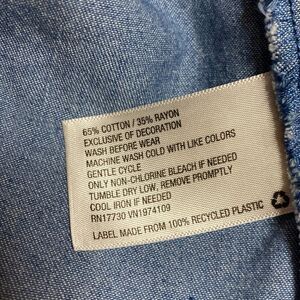 65% COTTON / 35% RAYON
EXCLUSIVE OF DECORATION
WASH BEFORE WEAR
MACHINE WASH COLD WITH LIKE COLORS
GENTLE CYCLE
ONLY NON-CHLORINE BLEACH IF NEEDED
TUMBLE DRY LOW, REMOVE PROMPTLY
COOL IRON IF NEEDED
RN17730 VN1974109
LABEL MADE FROM 100% RECYCLED PLASTIC